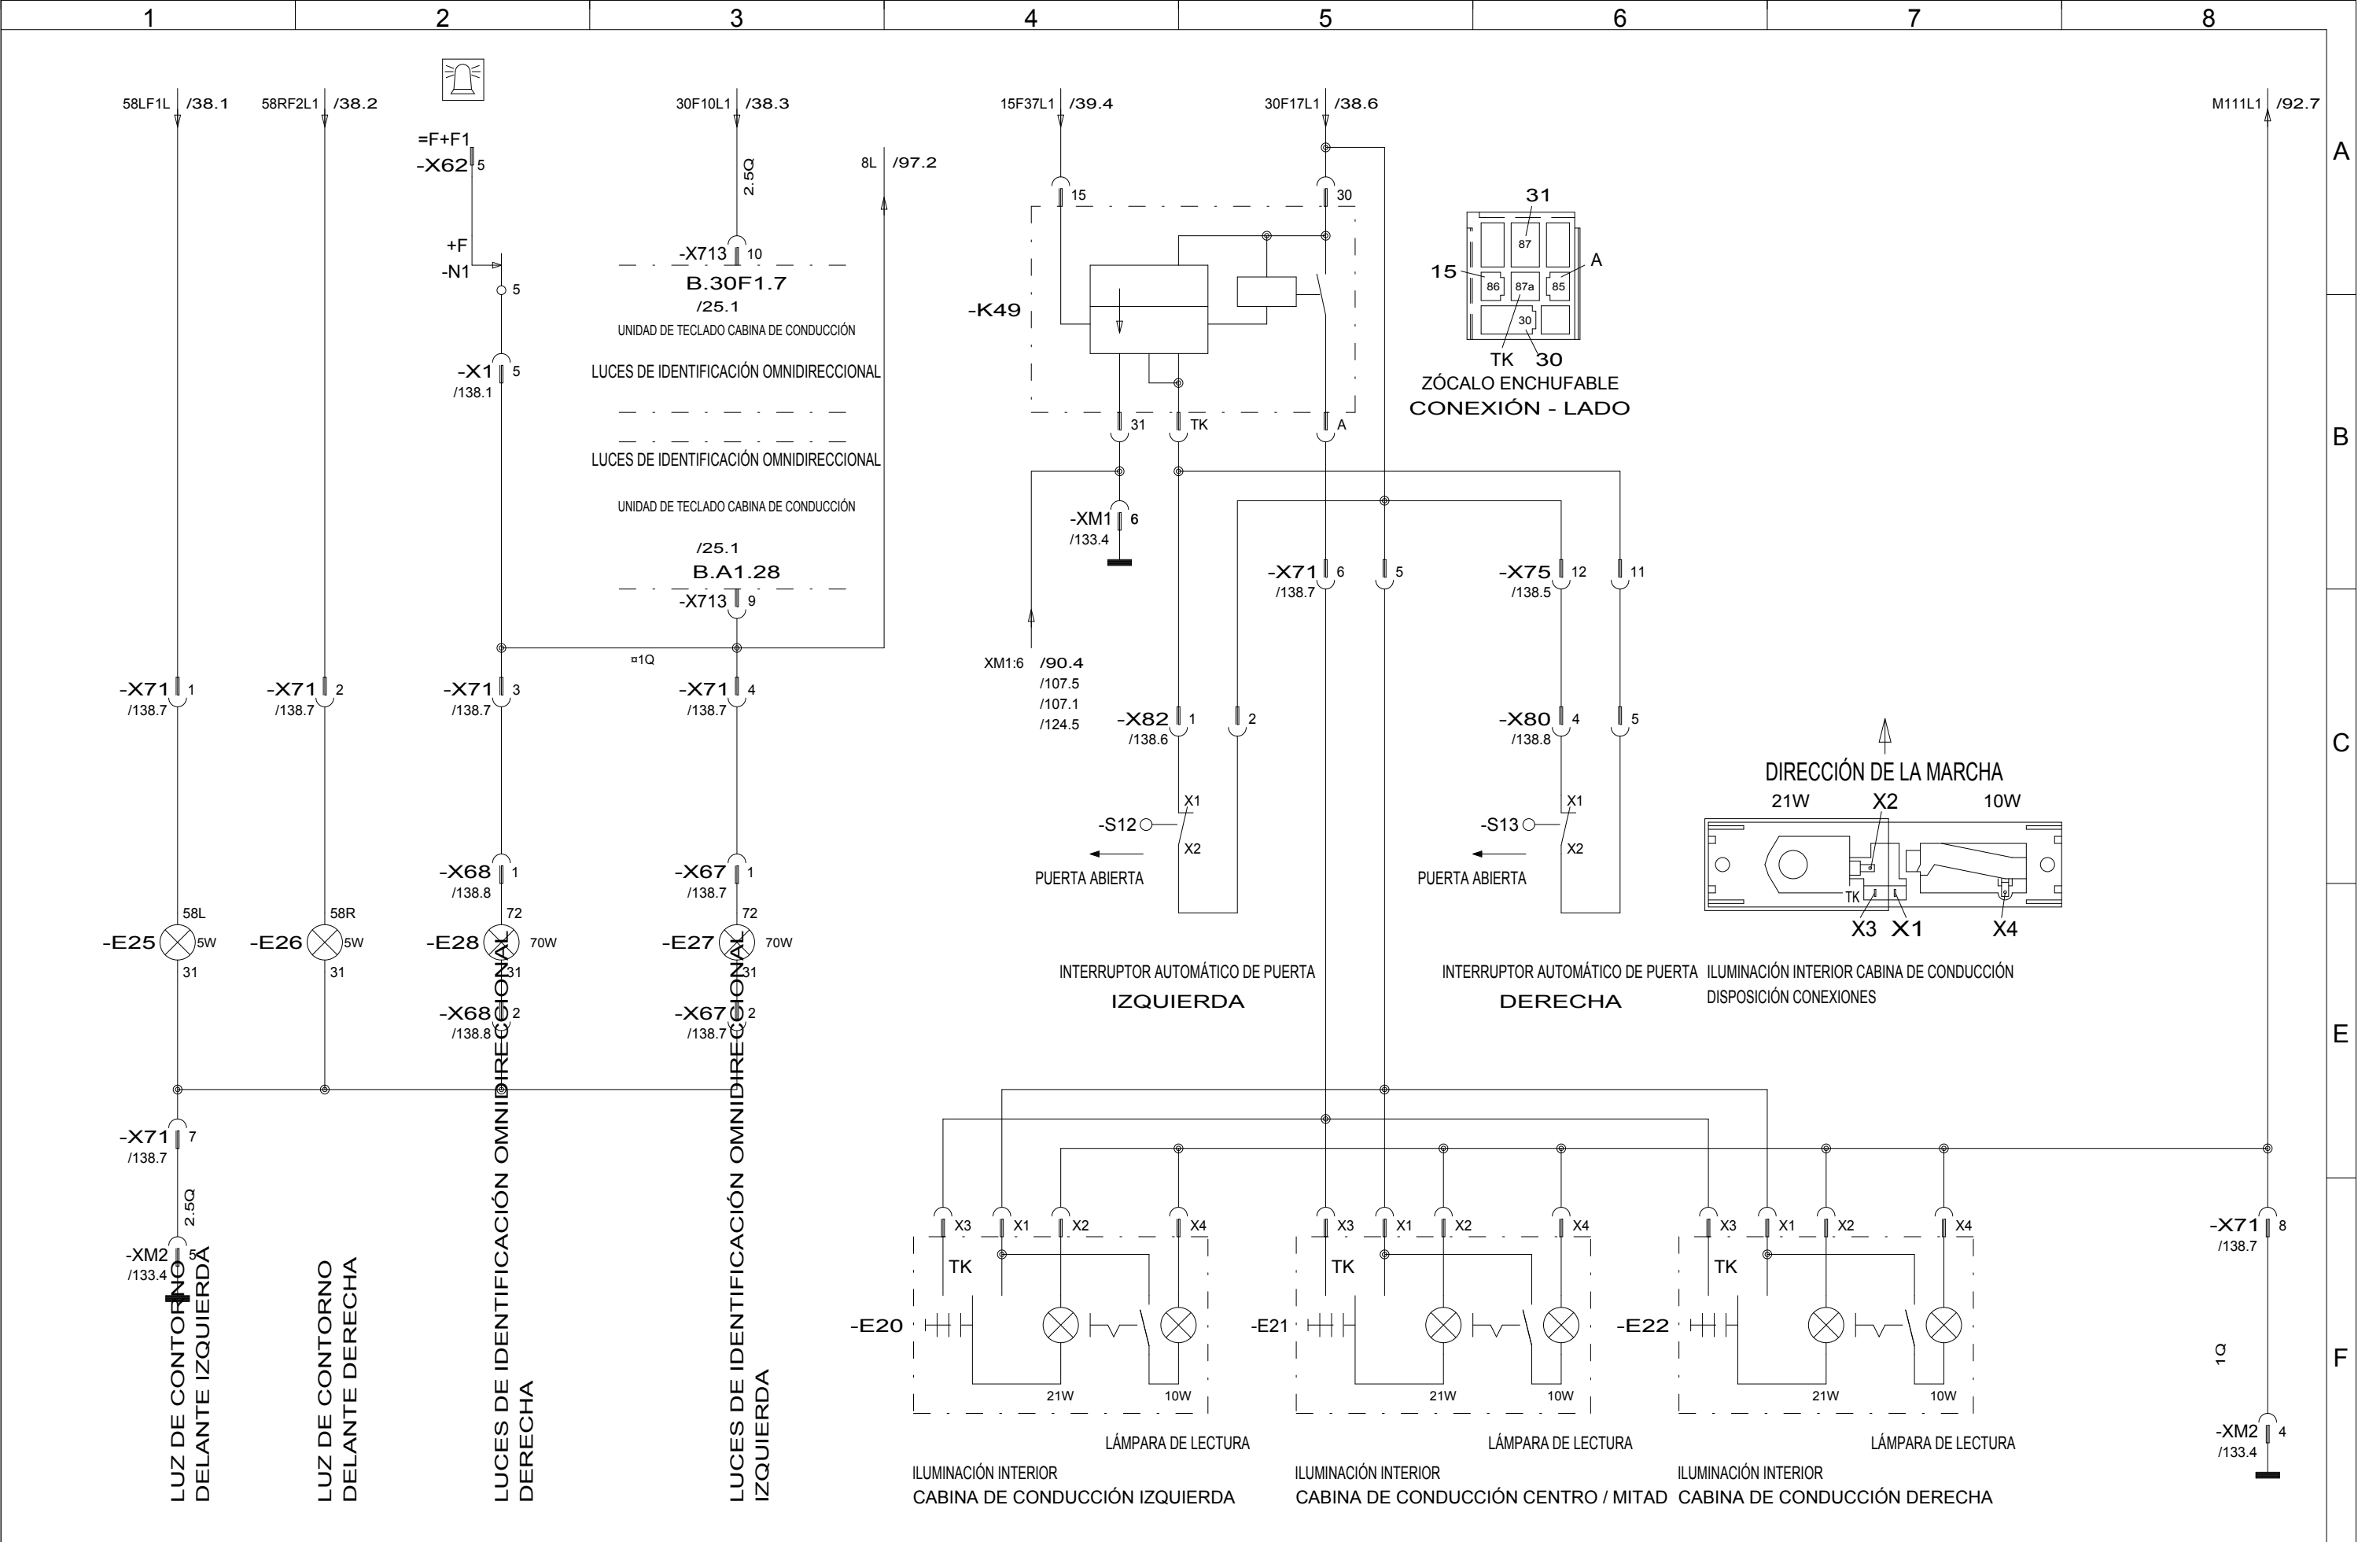 1 2 3 4 5 6 7 8
58LF1L /38.1 58RF2L1 /38.2 30F10L1 /38.3 15F37L1 /39.4 30F17L1 /38.6 M111L1 /92.7
=F+F1
-X62 5
2.5Q
8L /97.2
A
15 30
31
+F
-N1
-X713 10
87
B.30F1.7
15 A
86 87a 85
5
/25.1
-K49
30
UNIDAD DE TECLADO CABINA DE CONDUCCIÓN
TK 30
-X1 5
/138.1
LUCES DE IDENTIFICACIÓN OMNIDIRECCIONAL
ZÓCALO ENCHUFABLE
CONEXIÓN - LADO
31 TK A
B
LUCES DE IDENTIFICACIÓN OMNIDIRECCIONAL
UNIDAD DE TECLADO CABINA DE CONDUCCIÓN
-XM1 6
/133.4
/25.1
B.A1.28
-X71 6 5
/138.7
-X75 12 11
/138.5
-X713 9
¤1Q
XM1:6 /90.4
/107.5
/107.1
/124.5
-X71 1
/138.7
-X71 2
/138.7
-X71 3
/138.7
-X71 4
/138.7
-X82 1 2
/138.6
-X80 4 5
/138.8
C
DIRECCIÓN DE LA MARCHA
21W X2 10W
X1
-S12
X2
PUERTA ABIERTA
X1
-S13
X2
PUERTA ABIERTA
TK
X3 X1 X4
-X68 1
/138.8
-X67 1
/138.7
58L
-E25 5W
31
58R
-E26 5W
31
72
-E28 70W
31
72
-E27 70W
31
INTERRUPTOR AUTOMÁTICO DE PUERTA
IZQUIERDA
INTERRUPTOR AUTOMÁTICO DE PUERTA
DERECHA
ILUMINACIÓN INTERIOR CABINA DE CONDUCCIÓN
DISPOSICIÓN CONEXIONES
-X68 2
/138.8
-X67 2
/138.7
E
-X71 7
/138.7
2.5Q
-XM2 5
/133.4
X3 X1 X2 X4
X3 X1 X2 X4
X3 X1 X2 X4
-X71 8
/138.7
TK
TK
TK
-E20
-E21
-E22
21W 10W
21W 10W
21W 10W
1Q
F
-XM2 4
/133.4
LUZ DE CONTORNO
DELANTE IZQUIERDA
LUZ DE CONTORNO
DELANTE DERECHA
LUCES DE IDENTIFICACIÓN OMNIDIRECCIONAL
DERECHA
LUCES DE IDENTIFICACIÓN OMNIDIRECCIONAL
IZQUIERDA
LÁMPARA DE LECTURA
ILUMINACIÓN INTERIOR
CABINA DE CONDUCCIÓN IZQUIERDA
LÁMPARA DE LECTURA
ILUMINACIÓN INTERIOR
CABINA DE CONDUCCIÓN CENTRO / MITAD
LÁMPARA DE LECTURA
ILUMINACIÓN INTERIOR
CABINA DE CONDUCCIÓN DERECHA